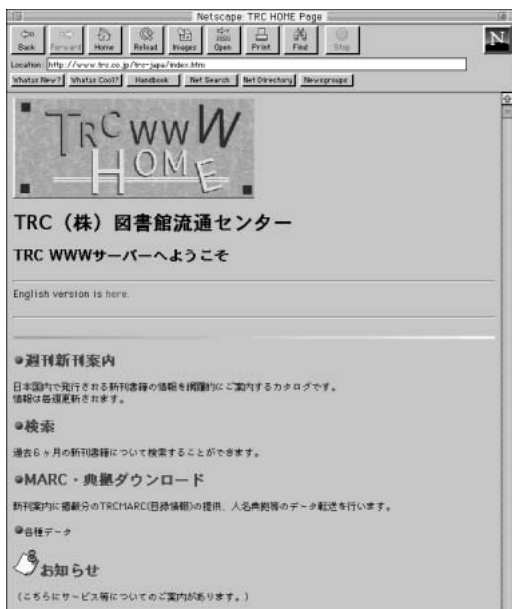 Netscape: TRC HOME Page
Back Forward Home Reload Images Open Print Find Stop
N
Location: http://www.trc.co.jp/trc-japa/index.htm
What's New? What's Cool? Handbook Net Search Net Directory Newsgroups
TRC WWW
HOME
TRC（株）図書館流通センター
TRC WWWサーバーへようこそ
English version is here.
週刊新刊案内
日本国内で発行される新刊書籍の情報を網羅的にご案内するカタログです。
情報は毎週更新されます。
検索
過去6ヶ月の新刊書籍について検索することができます。
MARC・典拠ダウンロード
新刊案内に掲載分のTRCMARC(目録情報)の提供、人名典拠等のデータ転送を行います。
各種データ
お知らせ
（こちらにサービス等についてのご案内があります。）